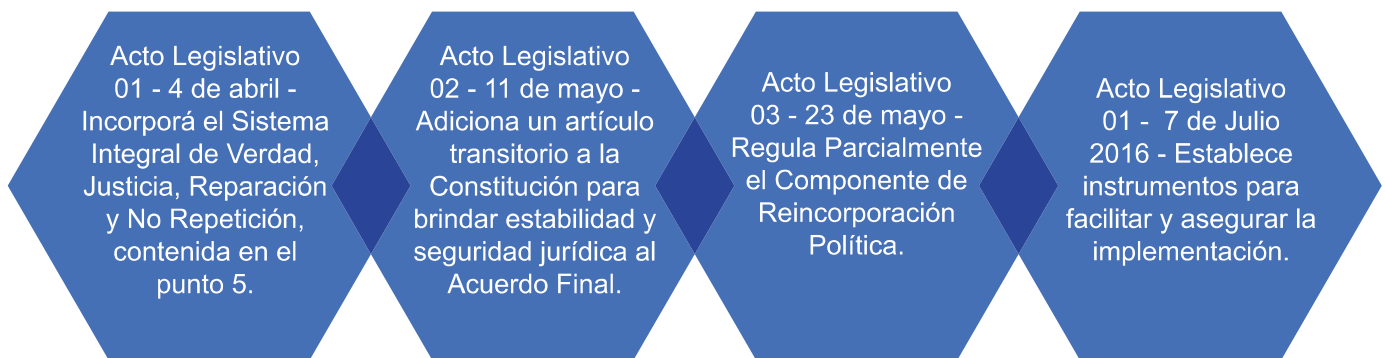 Acto Legislativo
01 - 4 de abril -
Incorporá el Sistema
Integral de Verdad,
Justicia, Reparación
y No Repetición,
contenida en el
punto 5.
Acto Legislativo
02 - 11 de mayo -
Adiciona un artículo
transitorio a la
Constitución para
brindar estabilidad y
seguridad jurídica al
Acuerdo Final.
Acto Legislativo
03 - 23 de mayo -
Regula Parcialmente
el Componente de
Reincorporación
Política.
Acto Legislativo
01 -  7 de Julio
2016 - Establece
instrumentos para
facilitar y asegurar la
implementación.